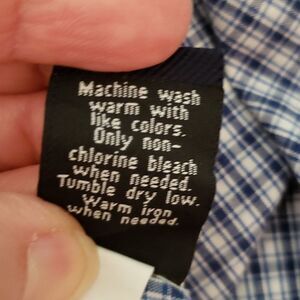 Machine wash
warm with
like colors.
Only non-
chlorine bleach
when needed.
Tumble dry low.
Warm iron
when needed.